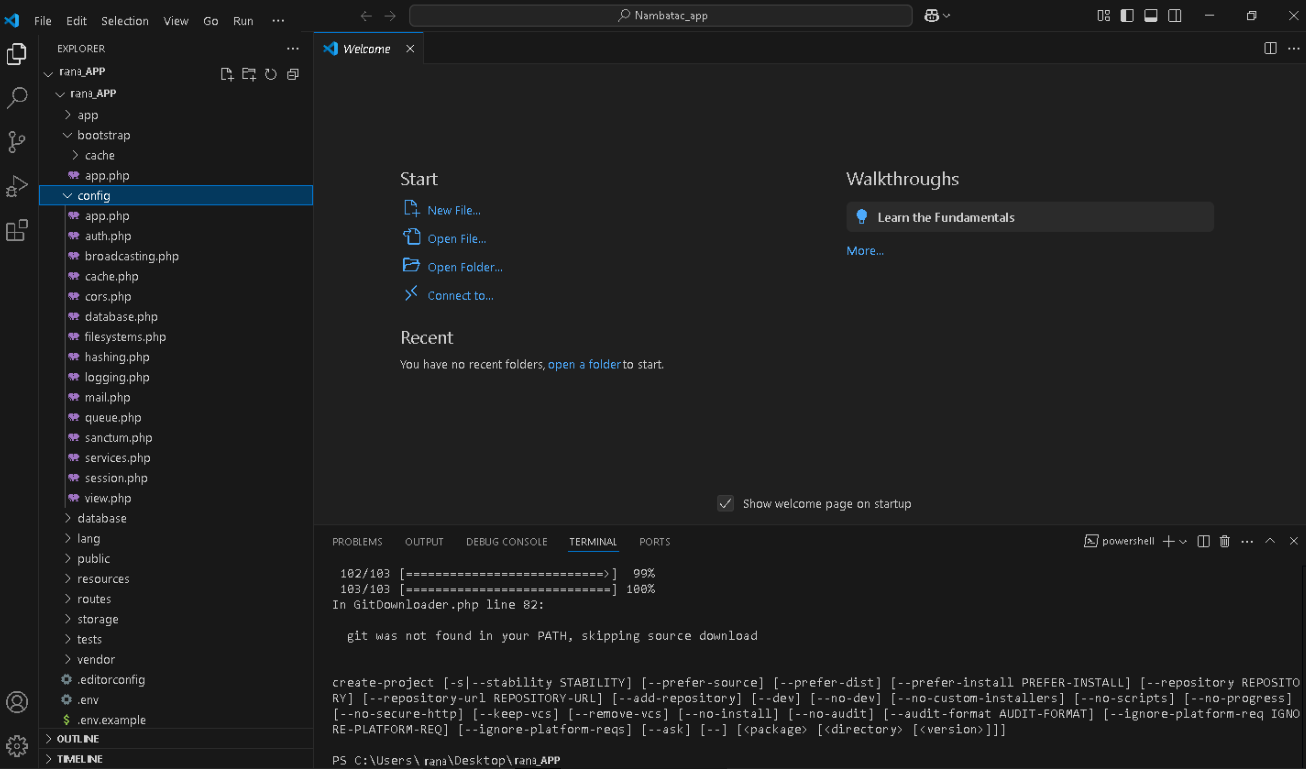 File Edit Selection View Go Run ···
Nambatac_app
EXPLORER
rana_APP
rana_APP
app
bootstrap
cache
app.php
config
app.php
auth.php
broadcasting.php
cache.php
cors.php
database.php
filesystems.php
hashing.php
logging.php
mail.php
queue.php
sanctum.php
services.php
session.php
view.php
database
lang
public
resources
routes
storage
tests
vendor
.editorconfig
.env
.env.example
OUTLINE
TIMELINE
Welcome
Start
New File...
Open File...
Open Folder...
Connect to...
Recent
You have no recent folders, open a folder to start.
Walkthroughs
Learn the Fundamentals
More...
Show welcome page on startup
PROBLEMS OUTPUT DEBUG CONSOLE TERMINAL PORTS
powershell
102/103 [===========================>]  99%
103/103 [============================] 100%
In GitDownloader.php line 82:
git was not found in your PATH, skipping source download
create-project [-s|--stability STABILITY] [--prefer-source] [--prefer-dist] [--prefer-install PREFER-INSTALL] [--repository REPOSITO
RY] [--repository-url REPOSITORY-URL] [--add-repository] [--dev] [--no-dev] [--no-custom-installers] [--no-scripts] [--no-progress]
[--no-secure-http] [--keep-vcs] [--remove-vcs] [--no-install] [--no-audit] [--audit-format AUDIT-FORMAT] [--ignore-platform-req IGNO
RE-PLATFORM-REQ] [--ignore-platform-reqs] [--ask] [--] [<package> [<directory> [<version>]]]
PS C:\Users\rana\Desktop\rana_APP